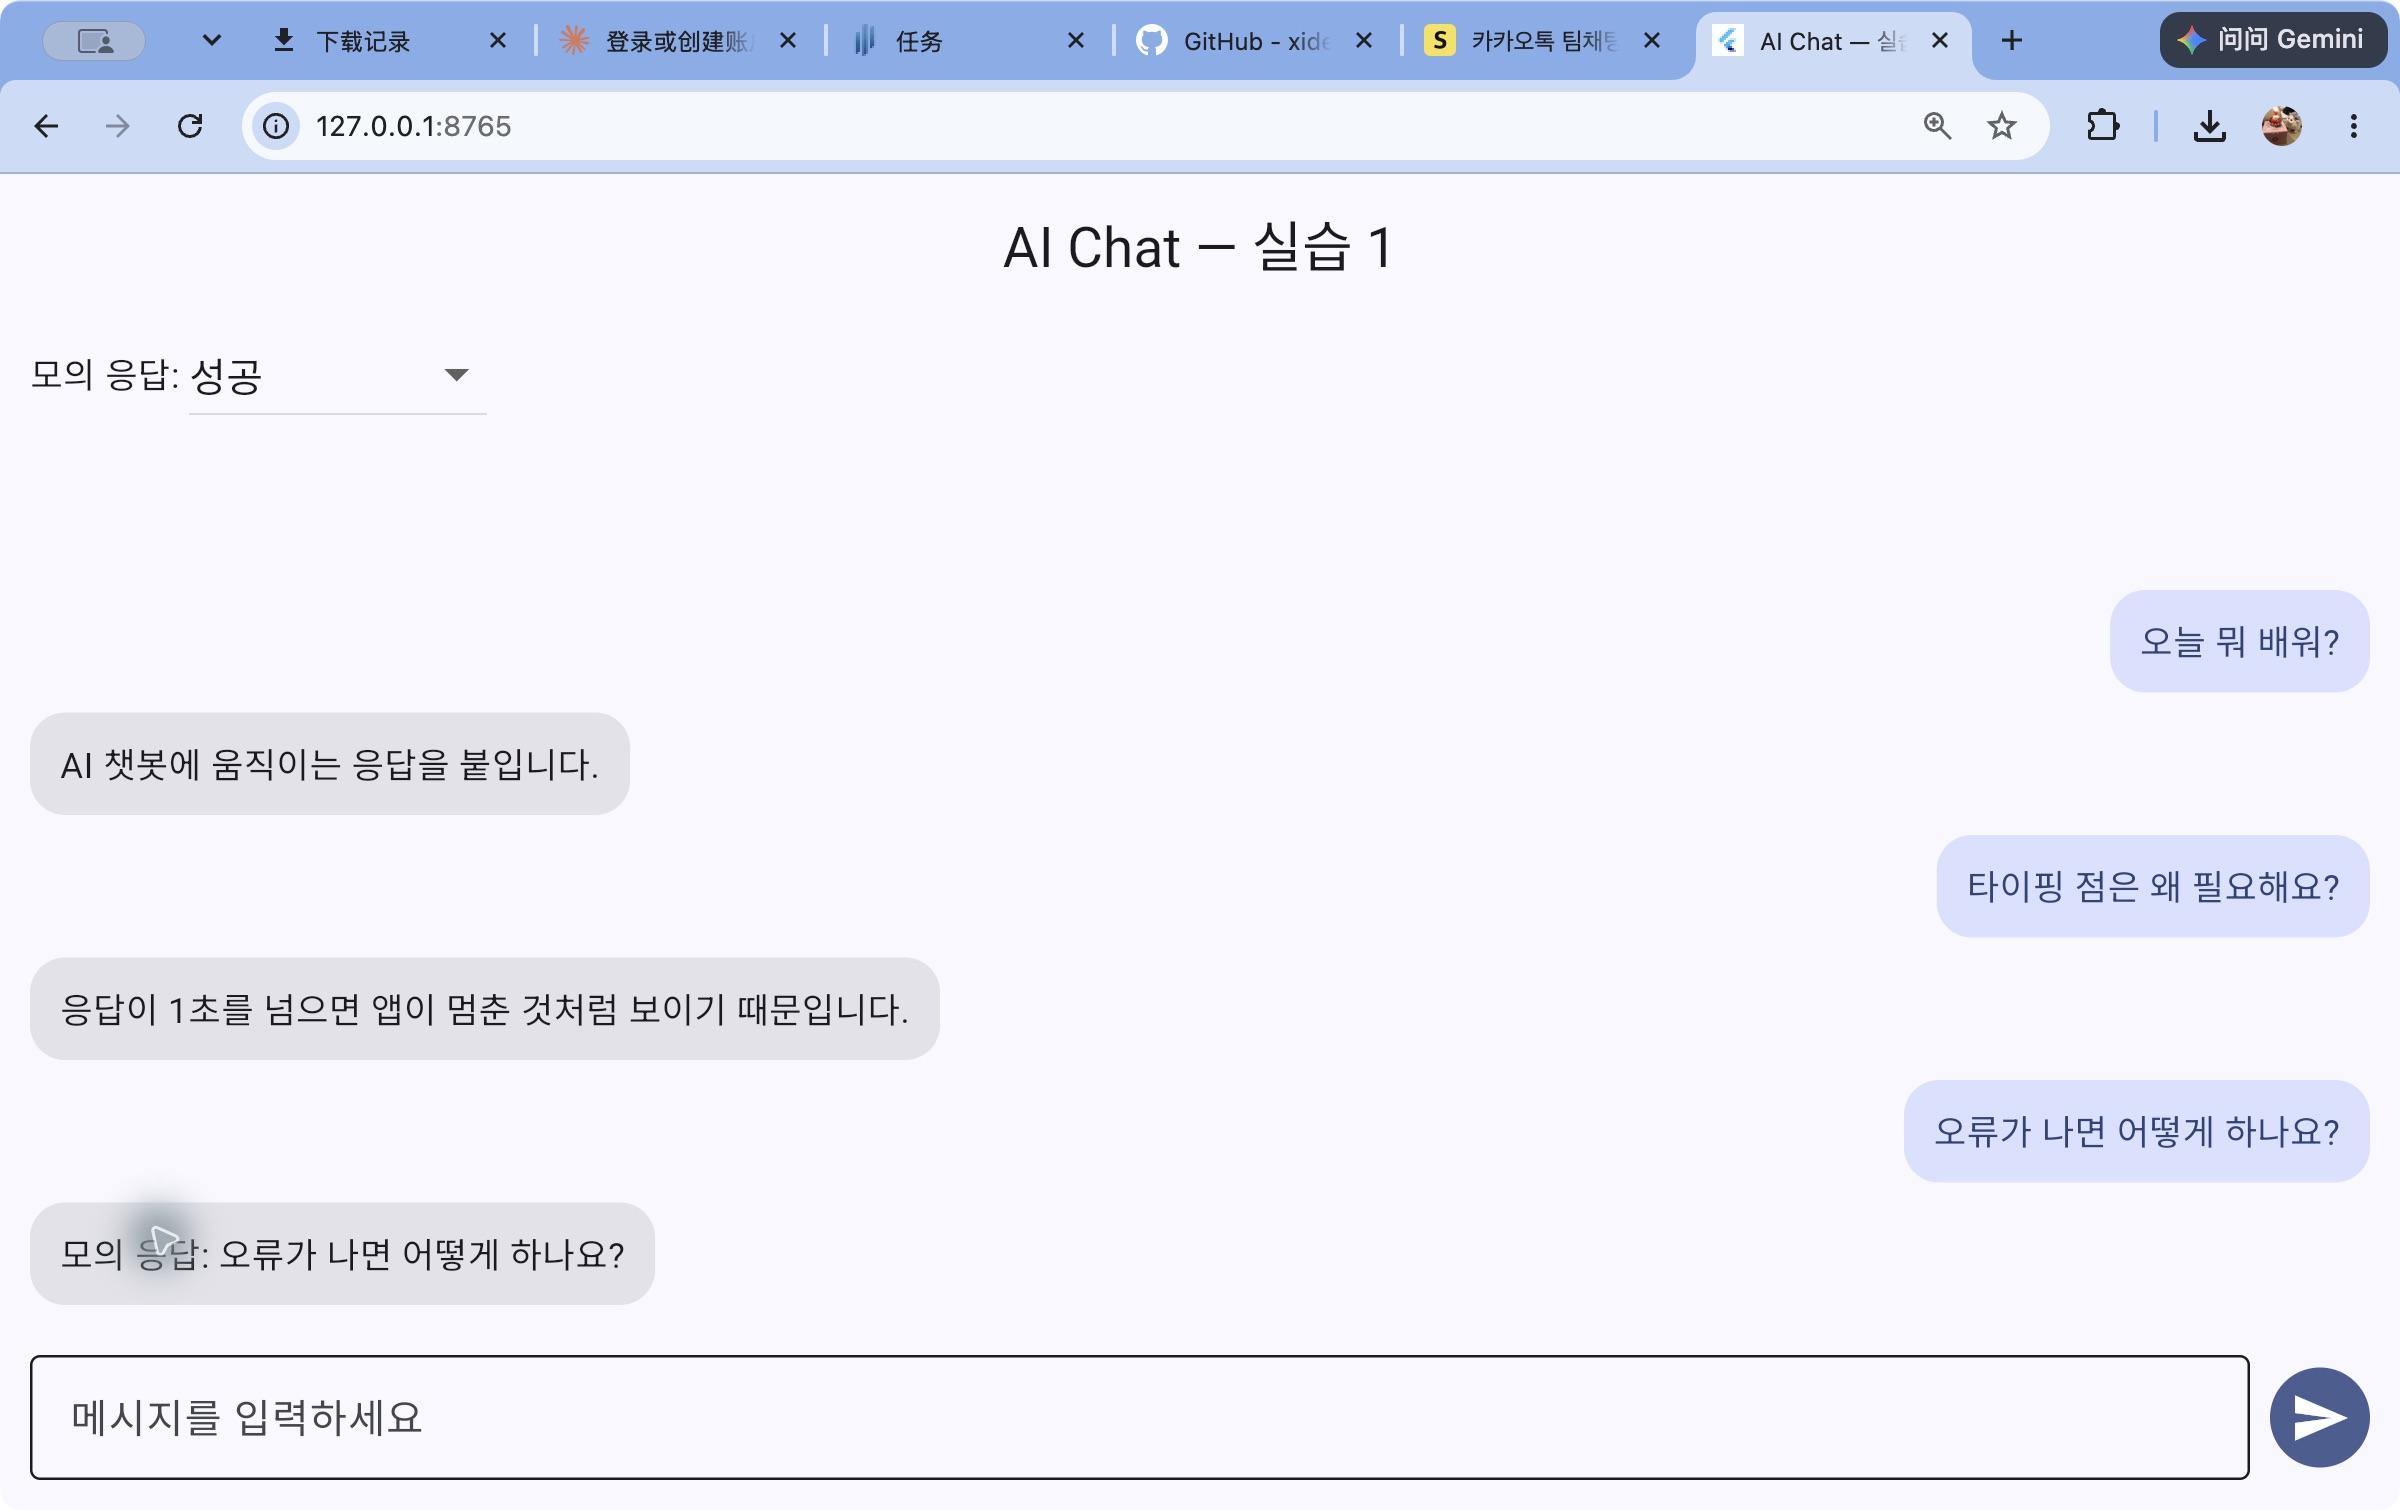 下载记录
登录或创建账
任务
GitHub - xide
카카오톡 팀채팅
AI Chat — 실습
问问 Gemini
127.0.0.1:8765
AI Chat — 실습 1
모의 응답: 성공
오늘 뭐 배워?
AI 챗봇에 움직이는 응답을 붙입니다.
타이핑 점은 왜 필요해요?
응답이 1초를 넘으면 앱이 멈춘 것처럼 보이기 때문입니다.
오류가 나면 어떻게 하나요?
모의 응답: 오류가 나면 어떻게 하나요?
메시지를 입력하세요